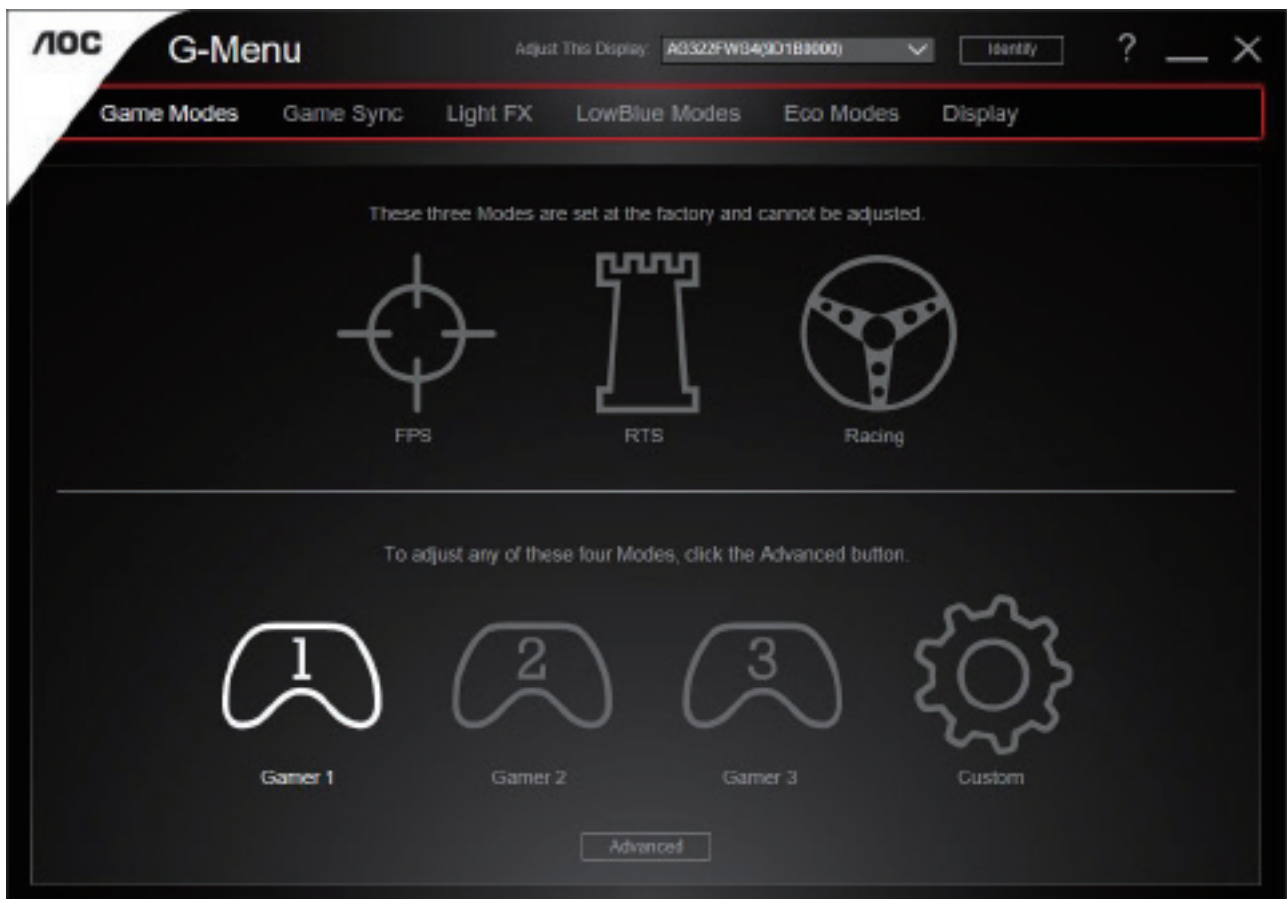 AOC
G-Menu
Adjust This Display:
Identify
?
Game Modes
Game Sync
Light FX
LowBlue Modes
Eco Modes
Display
These three Modes are set at the factory and cannot be adjusted.
FPS
RTS
Racing
To adjust any of these four Modes, click the Advanced button.
1
2
3
Gamer 1
Gamer 2
Gamer 3
Custom
Advanced